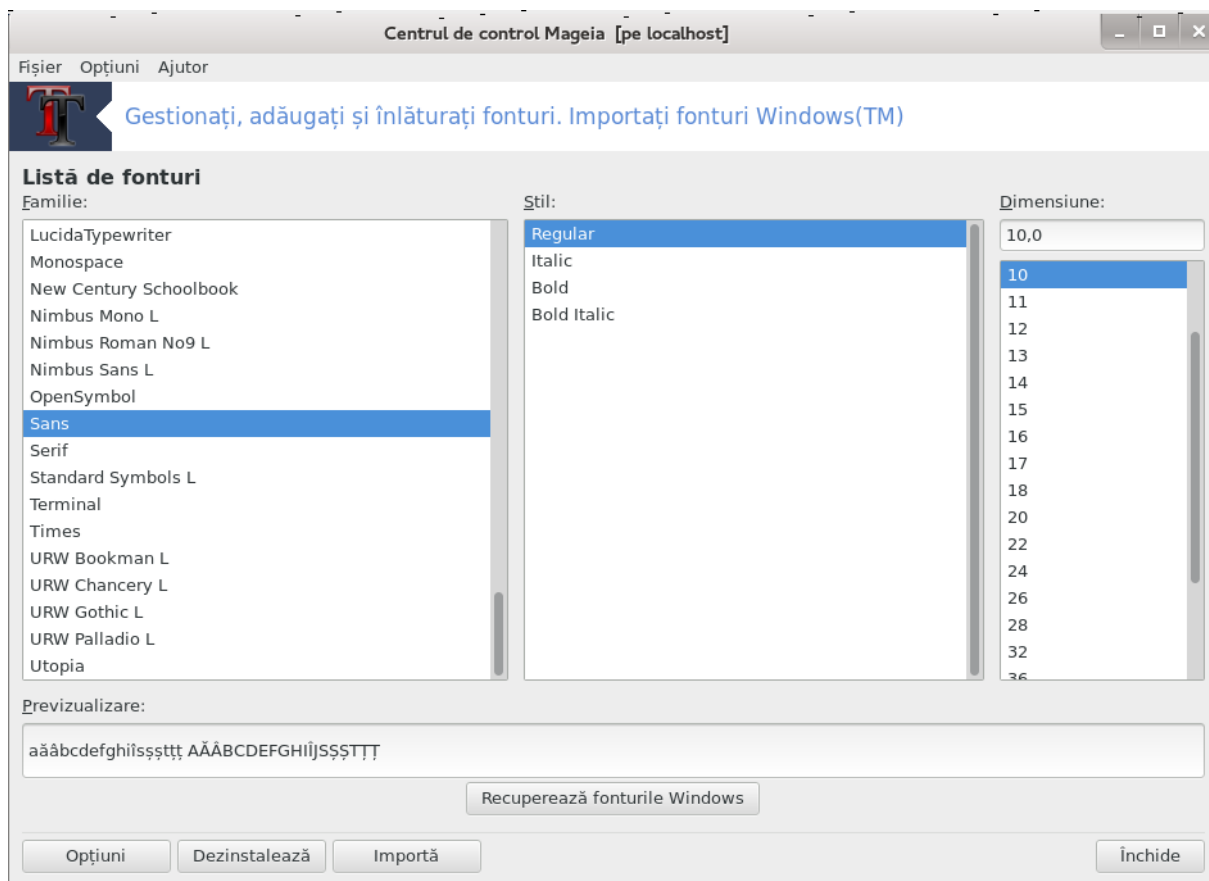 Centrul de control Mageia [pe localhost]
Fișier Opțiuni Ajutor
Gestionați, adăugați și înlăturați fonturi. Importați fonturi Windows(TM)
Listă de fonturi
Familie:
LucidaTypewriter
Monospace
New Century Schoolbook
Nimbus Mono L
Nimbus Roman No9 L
Nimbus Sans L
OpenSymbol
Sans
Serif
Standard Symbols L
Terminal
Times
URW Bookman L
URW Chancery L
URW Gothic L
URW Palladio L
Utopia
Stil:
Regular
Italic
Bold
Bold Italic
Dimensiune:
10,0
10
11
12
13
14
15
16
17
18
20
22
24
26
28
32
36
Previzualizare:
aăâbcdefghiîsșștțț AĂÂBCDEFGHIÎJSȘȘTȚȚ
Recuperează fonturile Windows
Opțiuni Dezinstalează Importă Închide